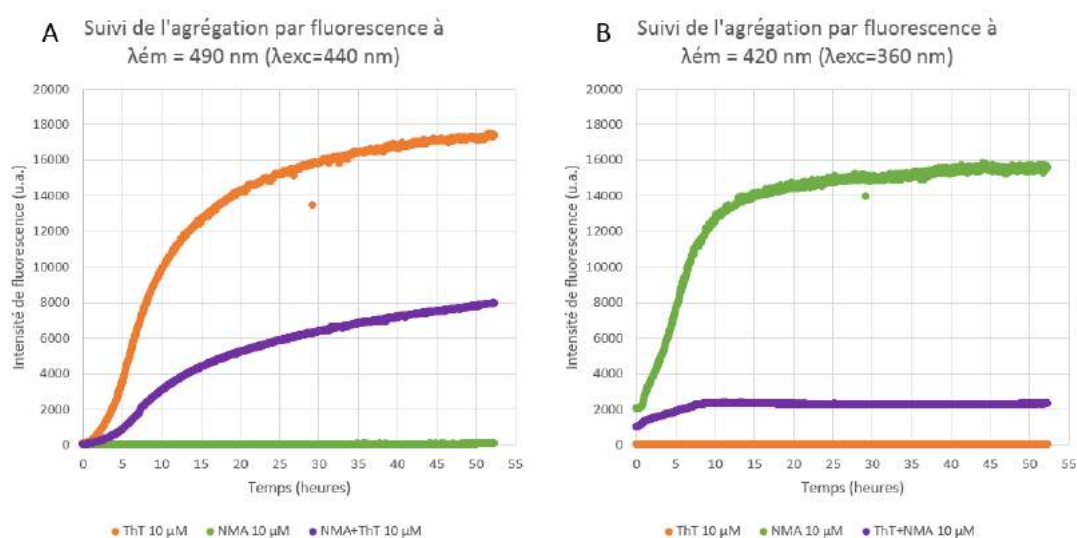 A
Suivi de l'agrégation par fluorescence à
λém = 490 nm (λexc=440 nm)
Intensité de fluorescence (u.a.)
20000
18000
16000
14000
12000
10000
8000
6000
4000
2000
0
0 5 10 15 20 25 30 35 40 45 50 55
Temps (heures)
ThT 10 µM NMA 10 µM NMA+ThT 10 µM
B
Suivi de l'agrégation par fluorescence à
λém = 420 nm (λexc=360 nm)
Intensité de fluorescence (u.a.)
20000
18000
16000
14000
12000
10000
8000
6000
4000
2000
0
0 5 10 15 20 25 30 35 40 45 50 55
Temps (heures)
ThT 10 µM NMA 10 µM ThT+NMA 10 µM